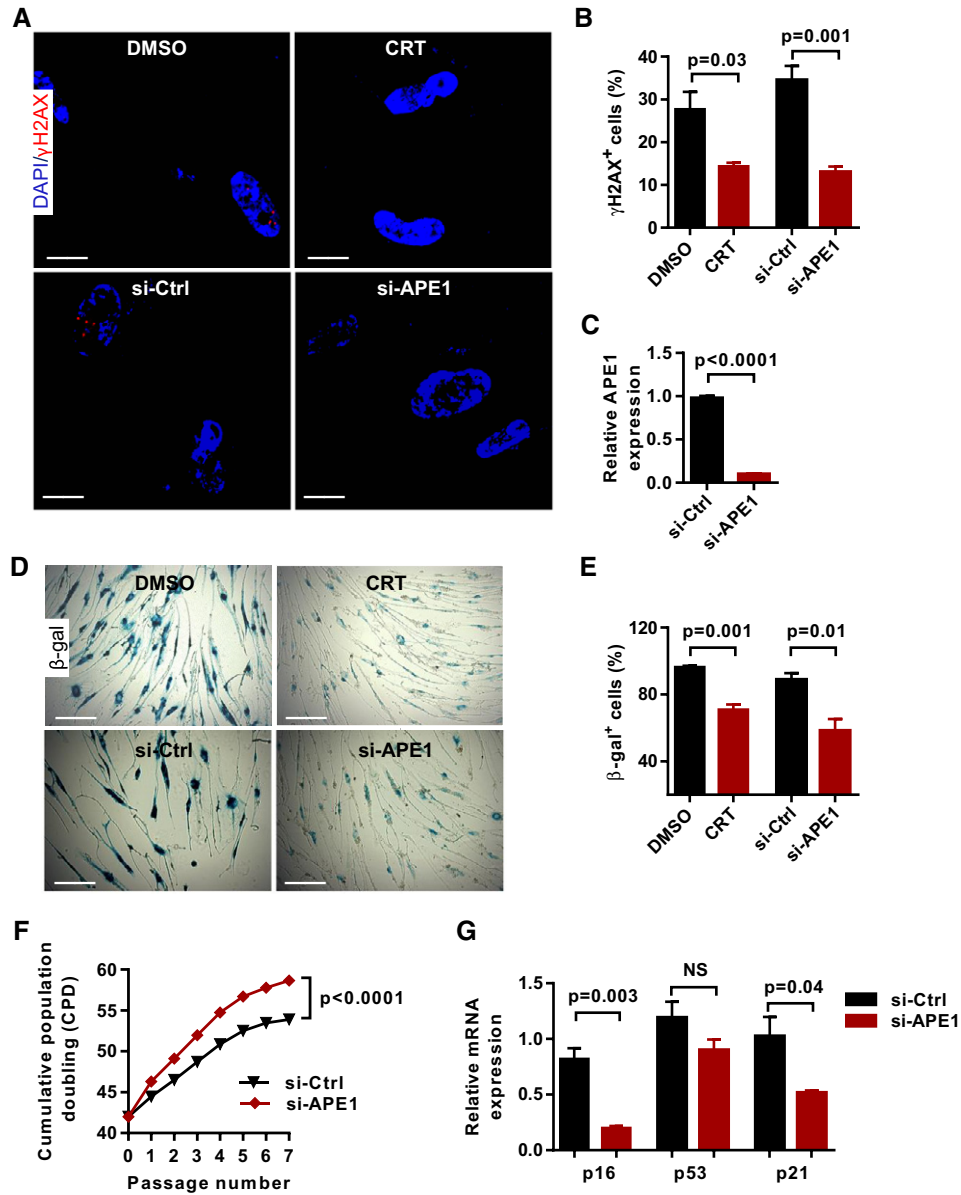 A
DMSO
CRT
DAPI/γH2AX
si-Ctrl
si-APE1
B
p=0.03
p=0.001
γH2AX⁺ cells (%)
40
30
20
10
0
DMSO
CRT
si-Ctrl
si-APE1
C
p<0.0001
Relative APE1
expression
1.5
1.0
0.5
0.0
si-Ctrl
si-APE1
D
DMSO
CRT
β-gal
si-Ctrl
si-APE1
E
p=0.001
p=0.01
β-gal⁺ cells (%)
120
80
40
DMSO
CRT
si-Ctrl
si-APE1
F
Cumulative population
doubling (CPD)
60
55
50
45
40
p<0.0001
si-Ctrl
si-APE1
0 1 2 3 4 5 6 7
Passage number
G
Relative mRNA
expression
1.5
1.0
0.5
0.0
p=0.003
NS
p=0.04
si-Ctrl
si-APE1
p16 p53 p21